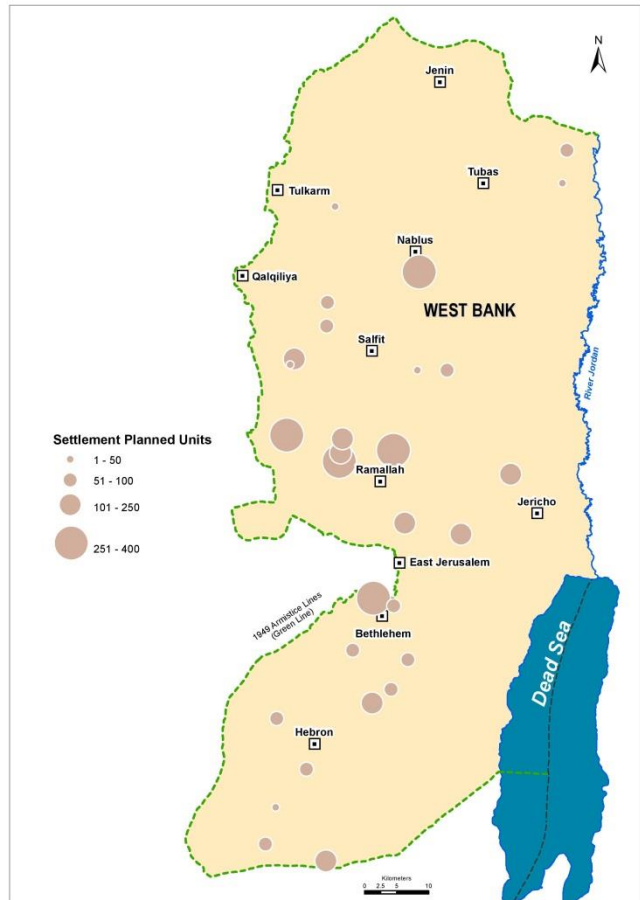 N
Jenin
Tubas
Tulkarm
Nablus
Qalqiliya
WEST BANK
Salfit
River Jordan
Settlement Planned Units
1 - 50
51 - 100
101 - 250
251 - 400
Ramallah
Jericho
East Jerusalem
1949 Armistice Lines
(Green Line)
Bethlehem
Dead Sea
Hebron
Kilometers
0 2.5 5 10